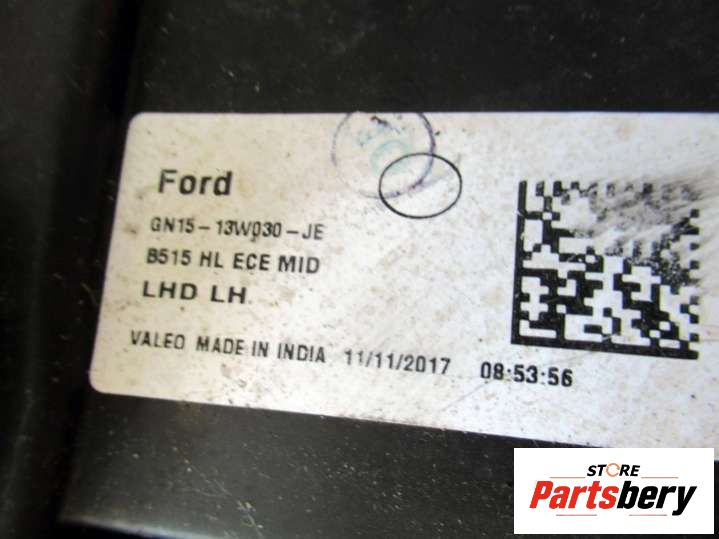 Ford
GN15-13W030-JE
B515 HL ECE MID
LHD LH
VALEO MADE IN INDIA 11/11/2017 08:53:56
STORE
Partsbery